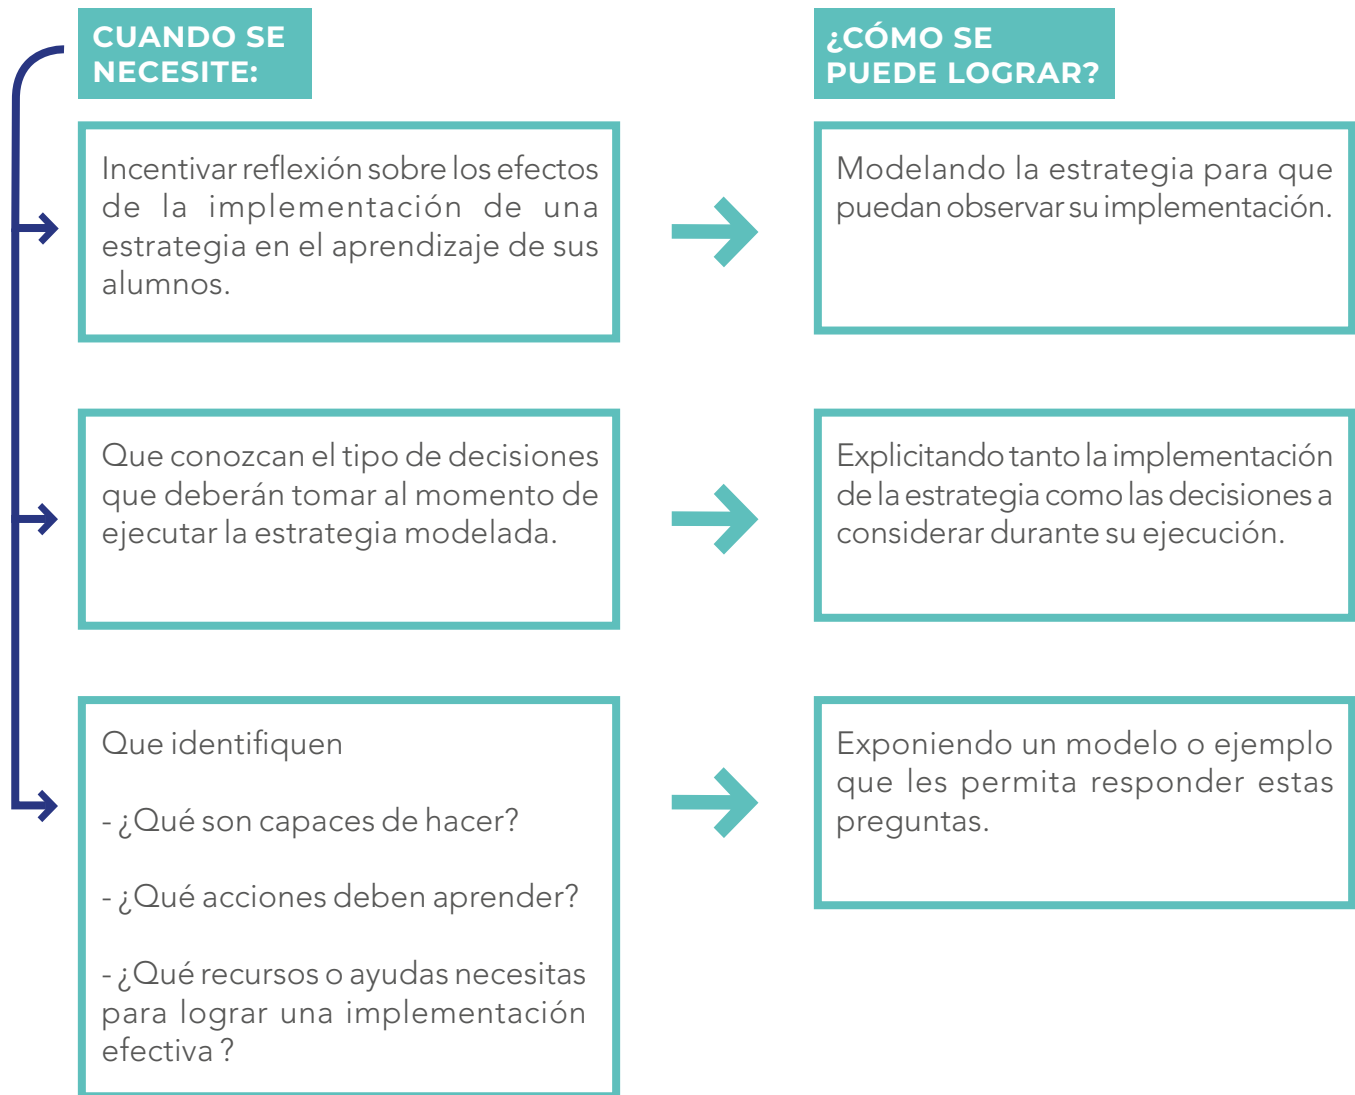 CUANDO SE
NECESITE:
¿CÓMO SE
PUEDE LOGRAR?
Incentivar reflexión sobre los efectos
de la implementación de una
estrategia en el aprendizaje de sus
alumnos.
Modelando la estrategia para que
puedan observar su implementación.
Que conozcan el tipo de decisiones
que deberán tomar al momento de
ejecutar la estrategia modelada.
Explicitando tanto la implementación
de la estrategia como las decisiones a
considerar durante su ejecución.
Que identifiquen
- ¿Qué son capaces de hacer?
- ¿Qué acciones deben aprender?
- ¿Qué recursos o ayudas necesitas
para lograr una implementación
efectiva ?
Exponiendo un modelo o ejemplo
que les permita responder estas
preguntas.